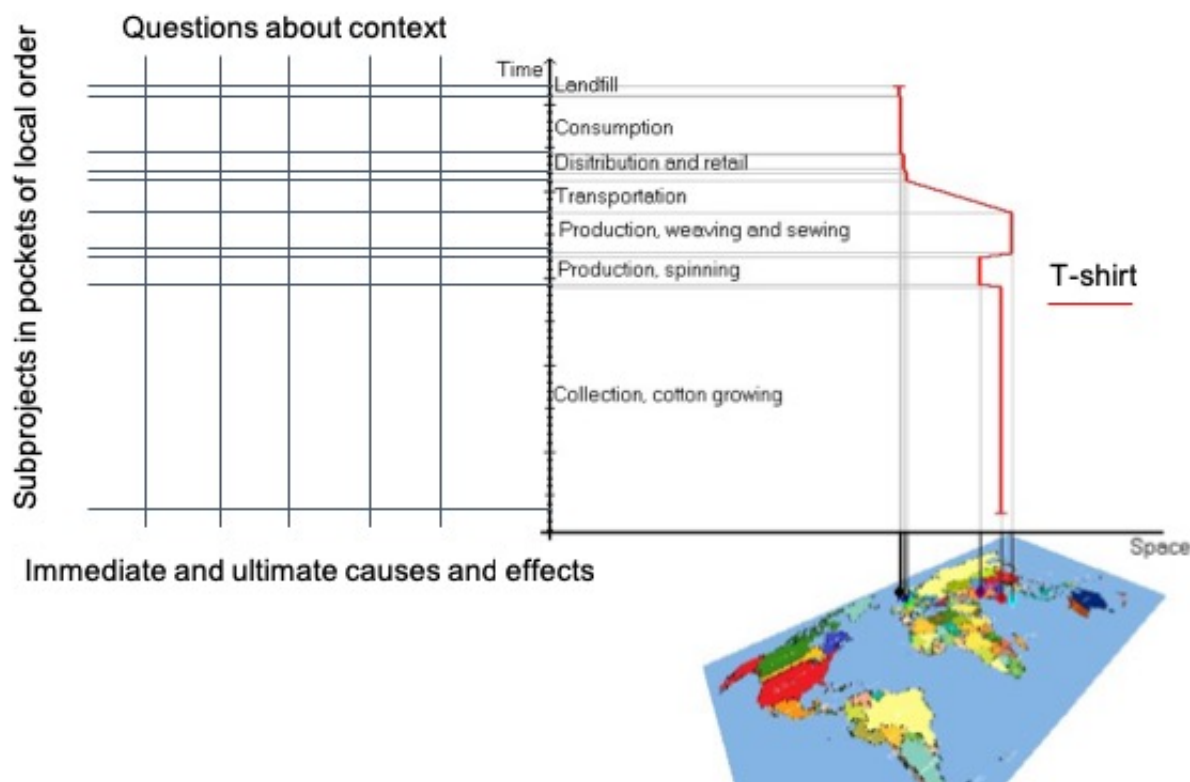 Questions about context
Subprojects in pockets of local order
Time
Landfill
Consumption
Disitribution and retail
Transportation
Production, weaving and sewing
Production, spinning
T-shirt
Collection, cotton growing
Space
Immediate and ultimate causes and effects